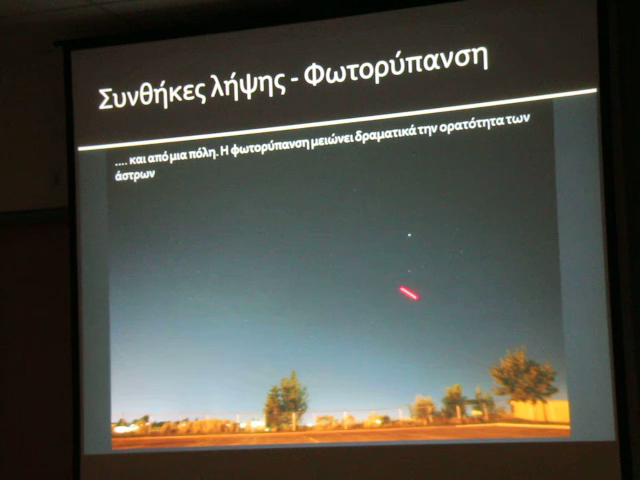 Συνθήκες λήψης - Φωτορύπανση
.... και από μια πόλη. Η φωτορύπανση μειώνει δραματικά την ορατότητα των
άστρων